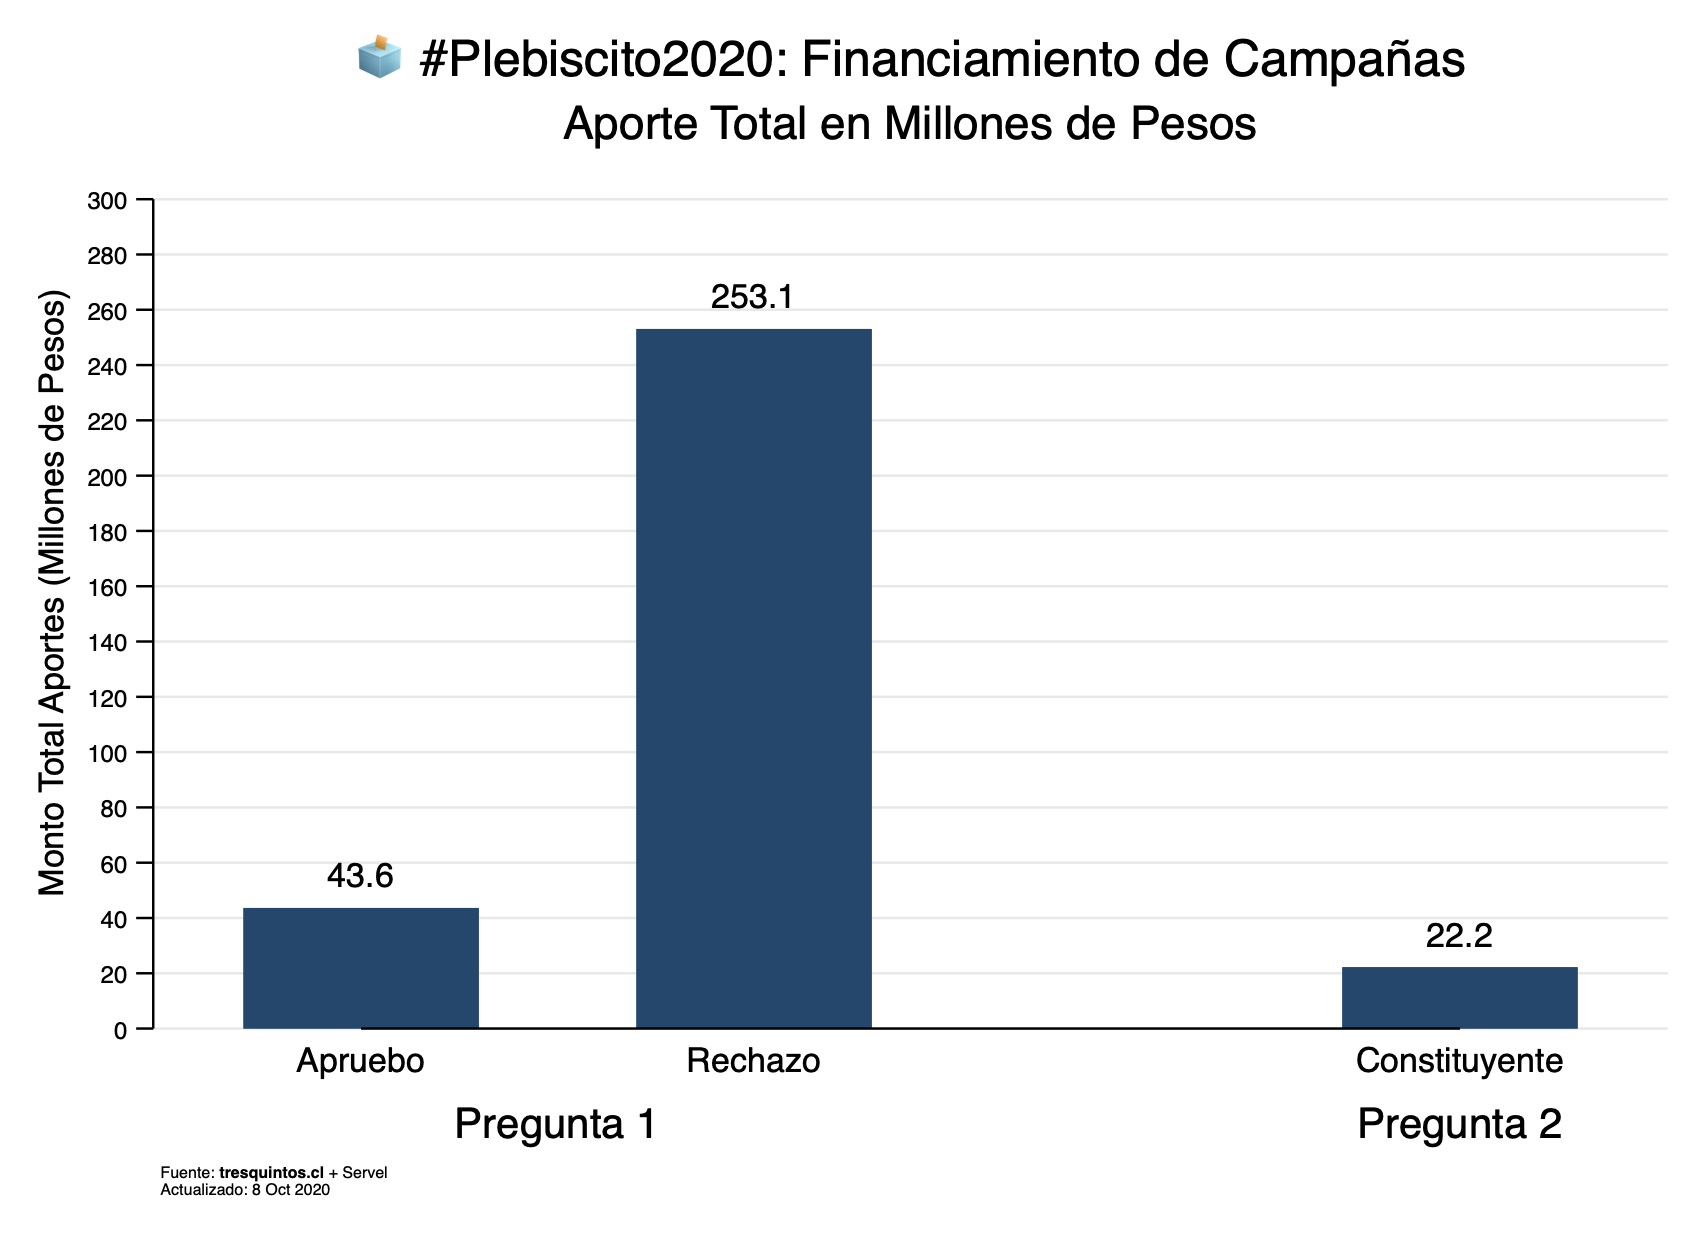 #Plebiscito2020: Financiamiento de Campañas
Aporte Total en Millones de Pesos
Monto Total Aportes (Millones de Pesos)
300
280
260
240
220
200
180
160
140
120
100
80
60
40
20
0
43.6
253.1
22.2
Apruebo
Rechazo
Constituyente
Pregunta 1
Pregunta 2
Fuente: tresquintos.cl + Servel
Actualizado: 8 Oct 2020